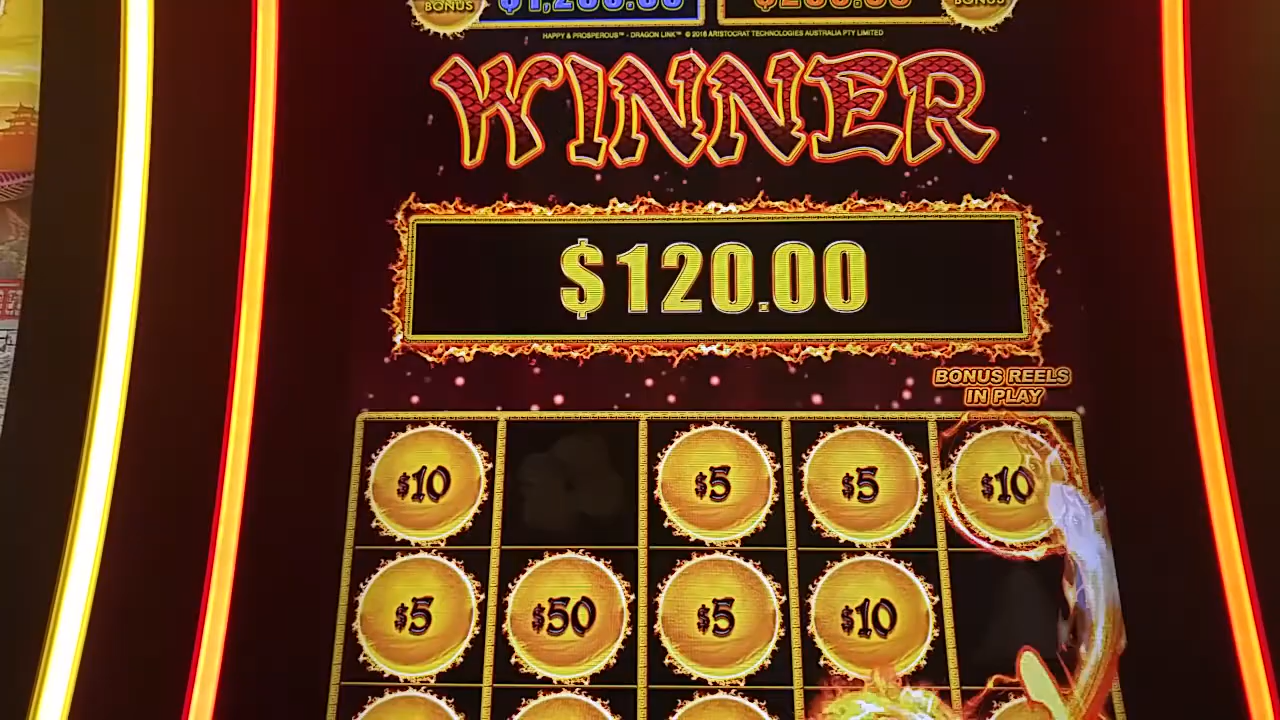 BONUS
BONUS
HAPPY & PROSPEROUS™ - DRAGON LINK™ © 2016 ARISTOCRAT TECHNOLOGIES AUSTRALIA PTY LIMITED
WINNER
$120.00
BONUS REELS
IN PLAY
$10 $5 $5 $10
$5 $50 $5 $10